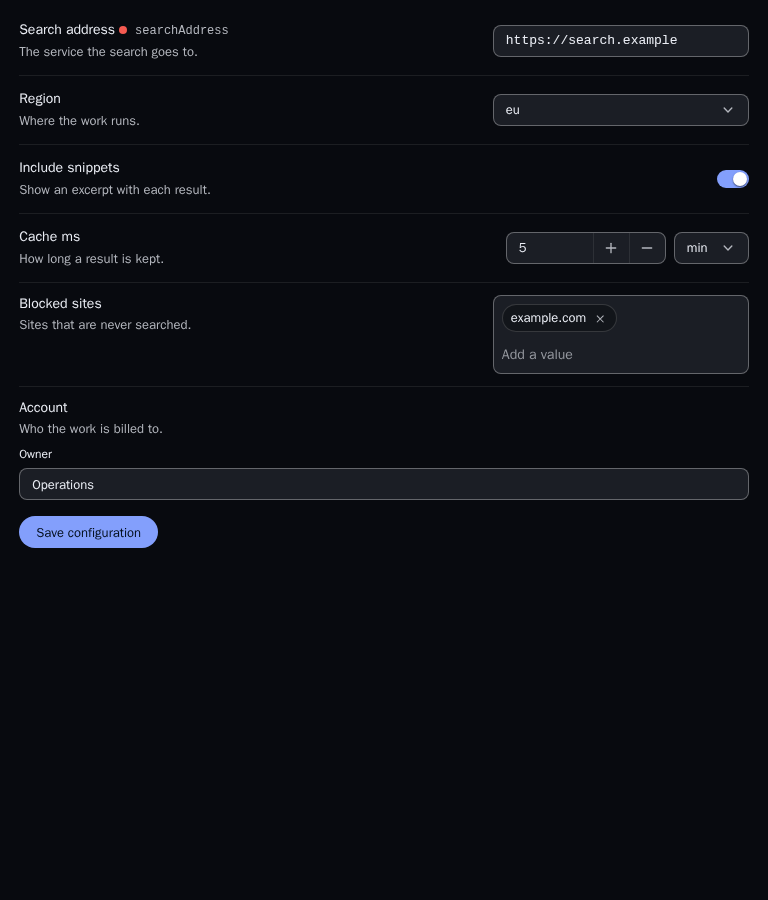 Search address searchAddress
The service the search goes to.
https://search.example
Region
Where the work runs.
eu
Include snippets
Show an excerpt with each result.
Cache ms
How long a result is kept.
5
min
Blocked sites
Sites that are never searched.
example.com
Add a value
Account
Who the work is billed to.
Owner
Operations
Save configuration